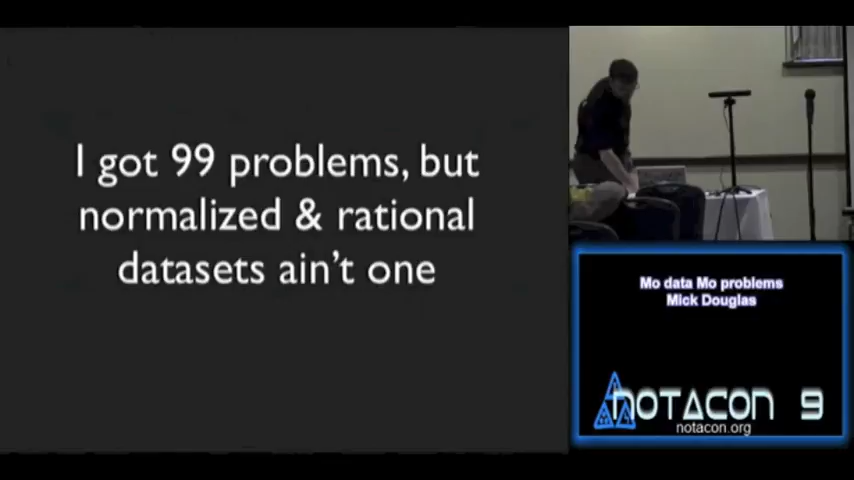 I got 99 problems, but
normalized & rational
datasets ain't one
Mo data Mo problems
Mick Douglas
NOTACON 9
notacon.org